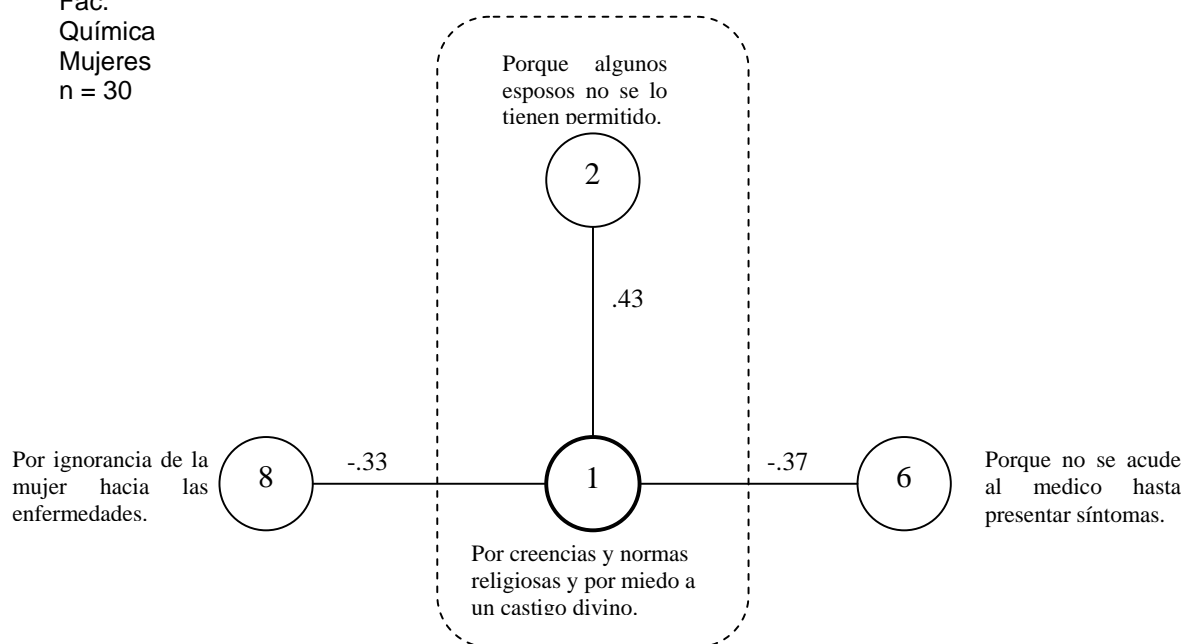 Fac.
Química
Mujeres
n = 30
Porque algunos
esposos no se lo
tienen permitido.
2
.43
Por ignorancia de la
mujer hacia las
enfermedades.
8
-.33
1
-.37
6
Porque no se acude
al medico hasta
presentar síntomas.
Por creencias y normas
religiosas y por miedo a
un castigo divino.